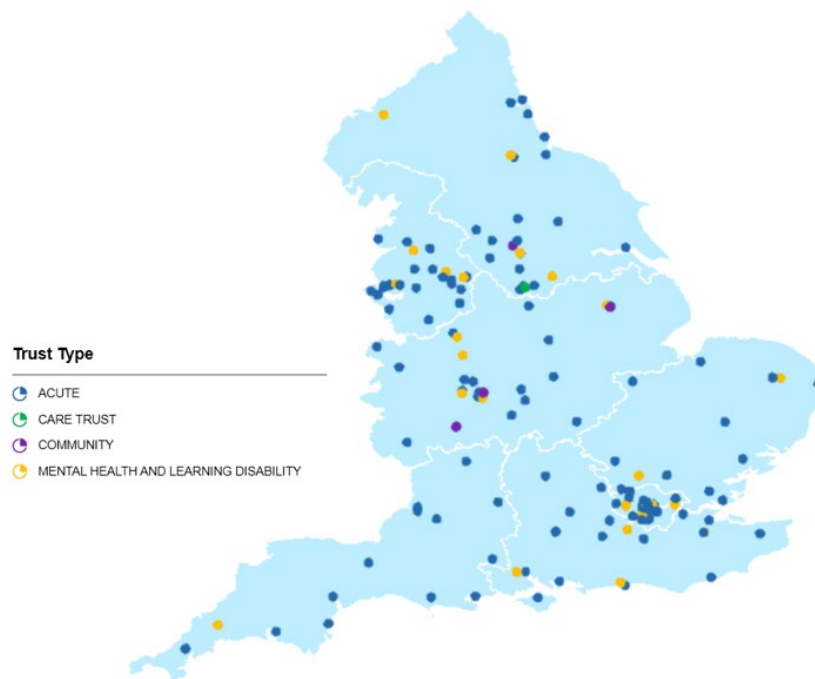 Trust Type
ACUTE
CARE TRUST
COMMUNITY
MENTAL HEALTH AND LEARNING DISABILITY